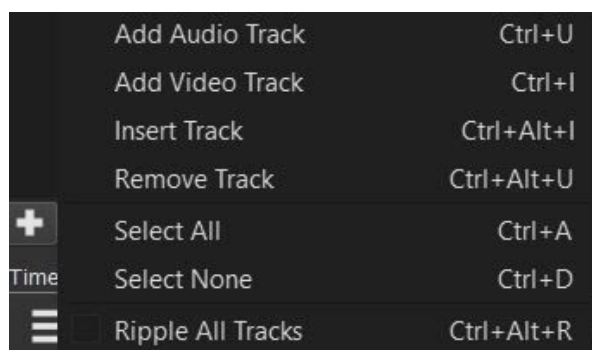 Add Audio Track Ctrl+U
Add Video Track Ctrl+I
Insert Track Ctrl+Alt+I
Remove Track Ctrl+Alt+U
Select All Ctrl+A
Select None Ctrl+D
Time
Ripple All Tracks Ctrl+Alt+R